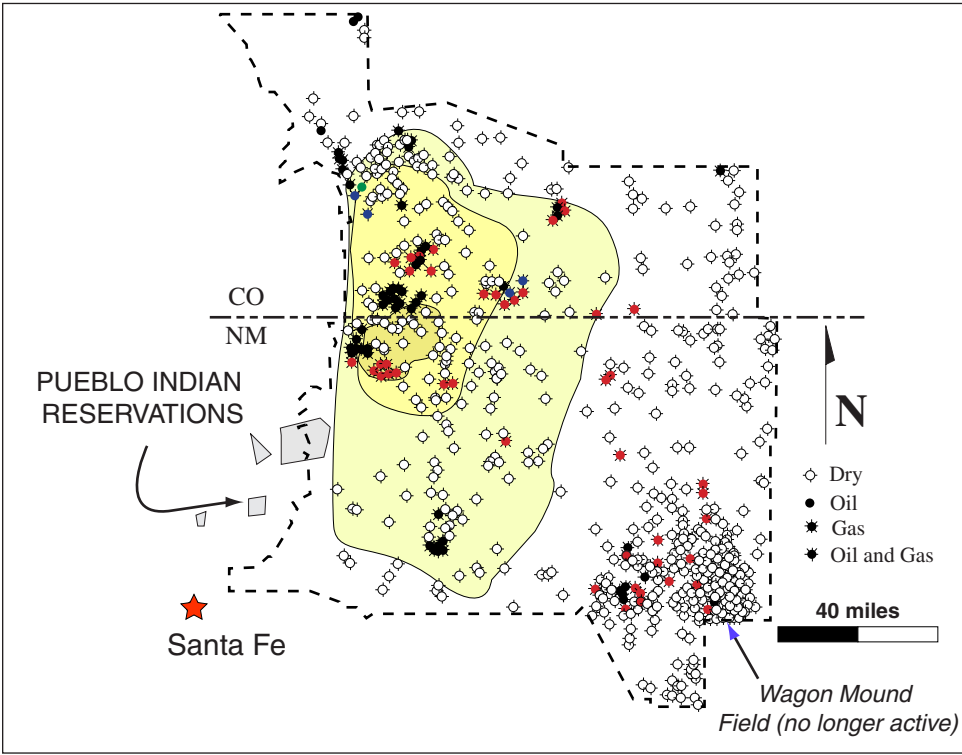 CO
NM
PUEBLO INDIAN
RESERVATIONS
N
Dry
Oil
Gas
Oil and Gas
40 miles
Santa Fe
Wagon Mound
Field (no longer active)